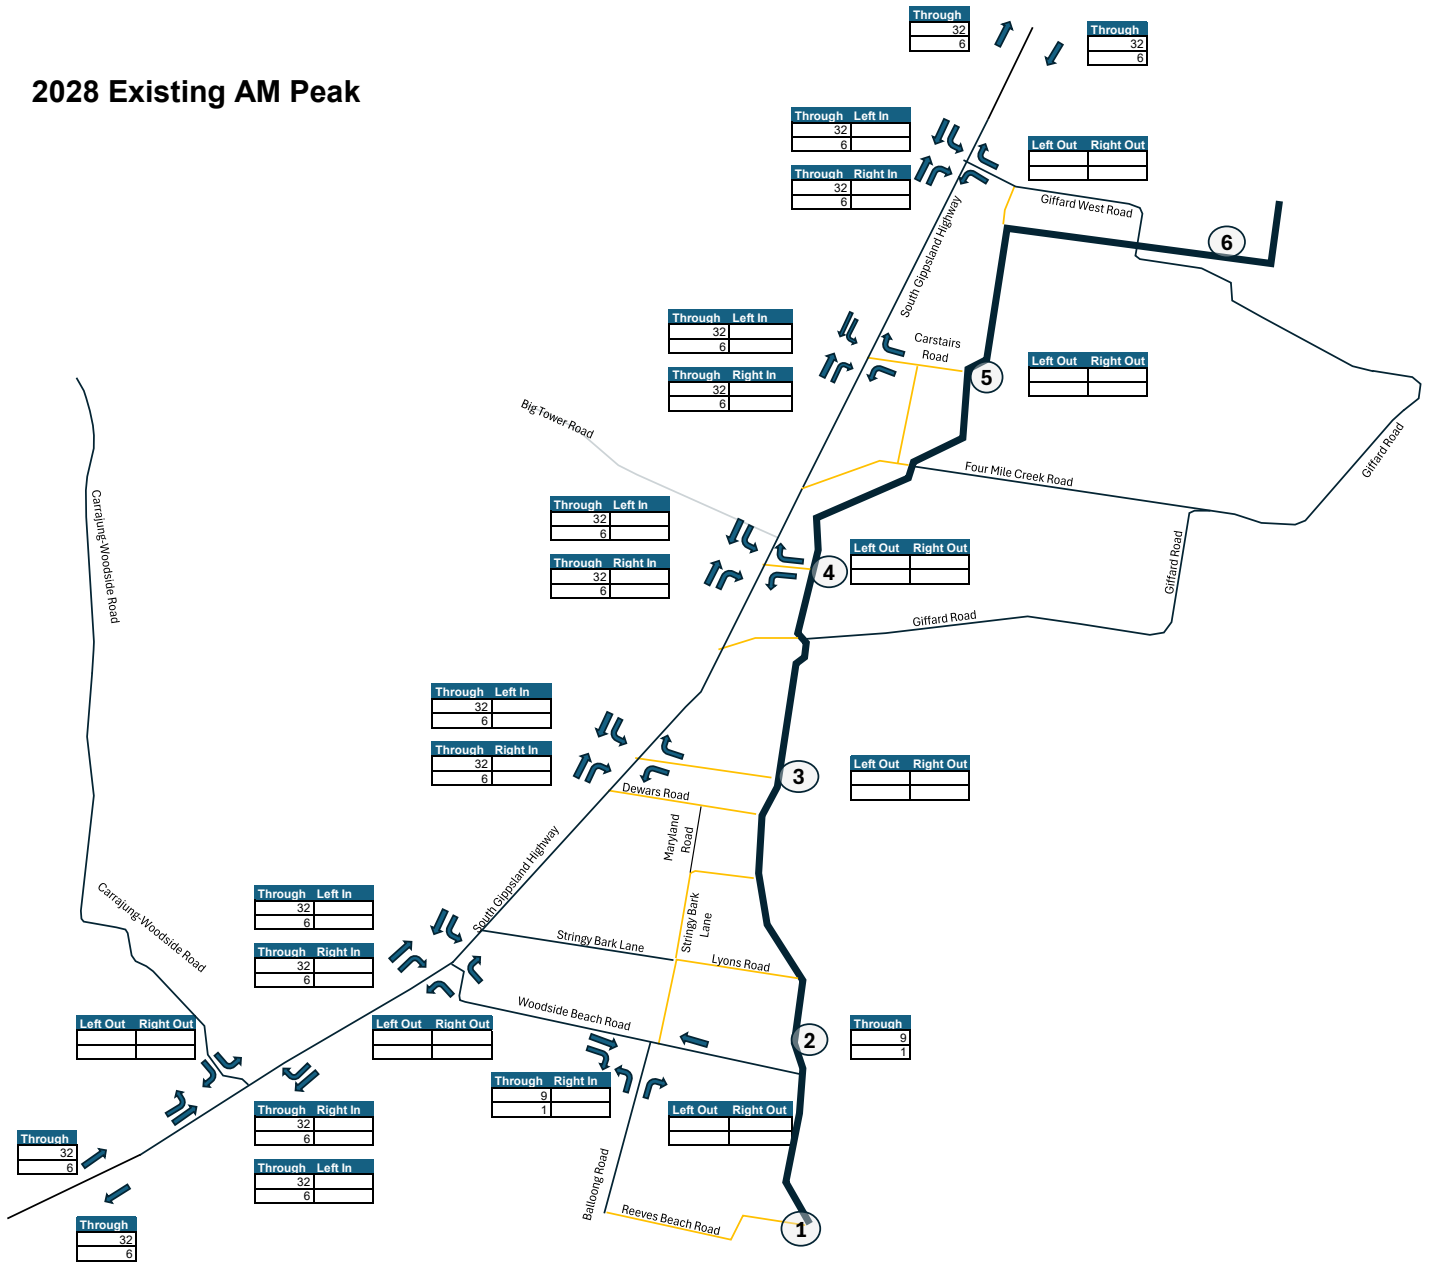 Through
32
6
Through
32
6
2028 Existing AM Peak
Through Left In
32
6
Left Out Right Out
Through Right In
32
6
Giffard West Road
6
South Gippsland Highway
Through Left In
32
6
Carstairs
Road
Left Out Right Out
Through Right In
32
6
5
Big Tower Road
Giffard Road
Four Mile Creek Road
Carrajung-Woodside Road
Through Left In
32
6
Left Out Right Out
Through Right In
32
6
4
Giffard Road
Giffard Road
Through Left In
32
6
Through Right In
32
6
3
Left Out Right Out
Dewars Road
Maryland
Road
South Gippsland Highway
Carrajung-Woodside Road
Through Left In
32
6
Stringy Bark
Lane
Stringy Bark Lane
Through Right In
32
6
Lyons Road
Woodside Beach Road
Left Out Right Out
Left Out Right Out
2
Through
9
1
Through Right In
9
1
Left Out Right Out
Through Right In
32
6
Through
32
6
Through Left In
32
6
Balloong Road
Reeves Beach Road
1
Through
32
6